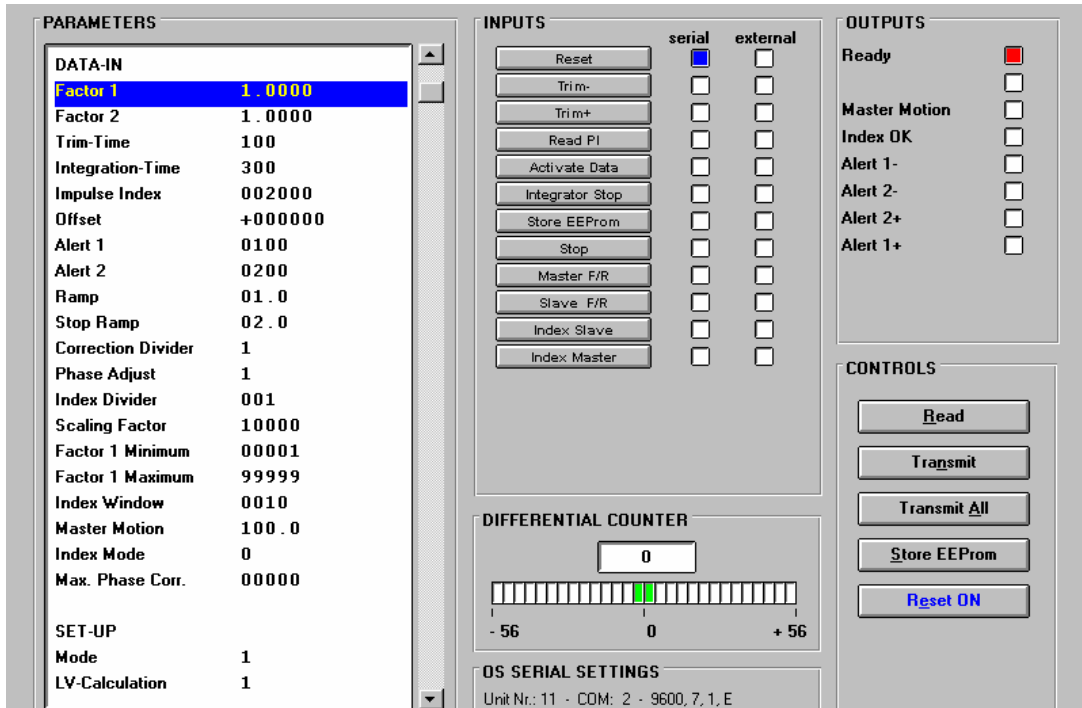 PARAMETERS
DATA-IN
Factor 1 1.0000
Factor 2 1.0000
Trim-Time 100
Integration-Time 300
Impulse Index 002000
Offset +000000
Alert 1 0100
Alert 2 0200
Ramp 01.0
Stop Ramp 02.0
Correction Divider 1
Phase Adjust 1
Index Divider 001
Scaling Factor 10000
Factor 1 Minimum 00001
Factor 1 Maximum 99999
Index Window 0010
Master Motion 100.0
Index Mode 0
Max. Phase Corr. 00000
SET-UP
Mode 1
LV-Calculation 1
INPUTS
serial external
Reset
Trim-
Trim+
Read PI
Activate Data
Integrator Stop
Store EEProm
Stop
Master F/R
Slave F/R
Index Slave
Index Master
DIFFERENTIAL COUNTER
0
- 56 0 + 56
OS SERIAL SETTINGS
Unit Nr.: 11 - COM: 2 - 9600, 7, 1, E
OUTPUTS
Ready
Master Motion
Index OK
Alert 1-
Alert 2-
Alert 2+
Alert 1+
CONTROLS
Read
Transmit
Transmit All
Store EEProm
Reset ON